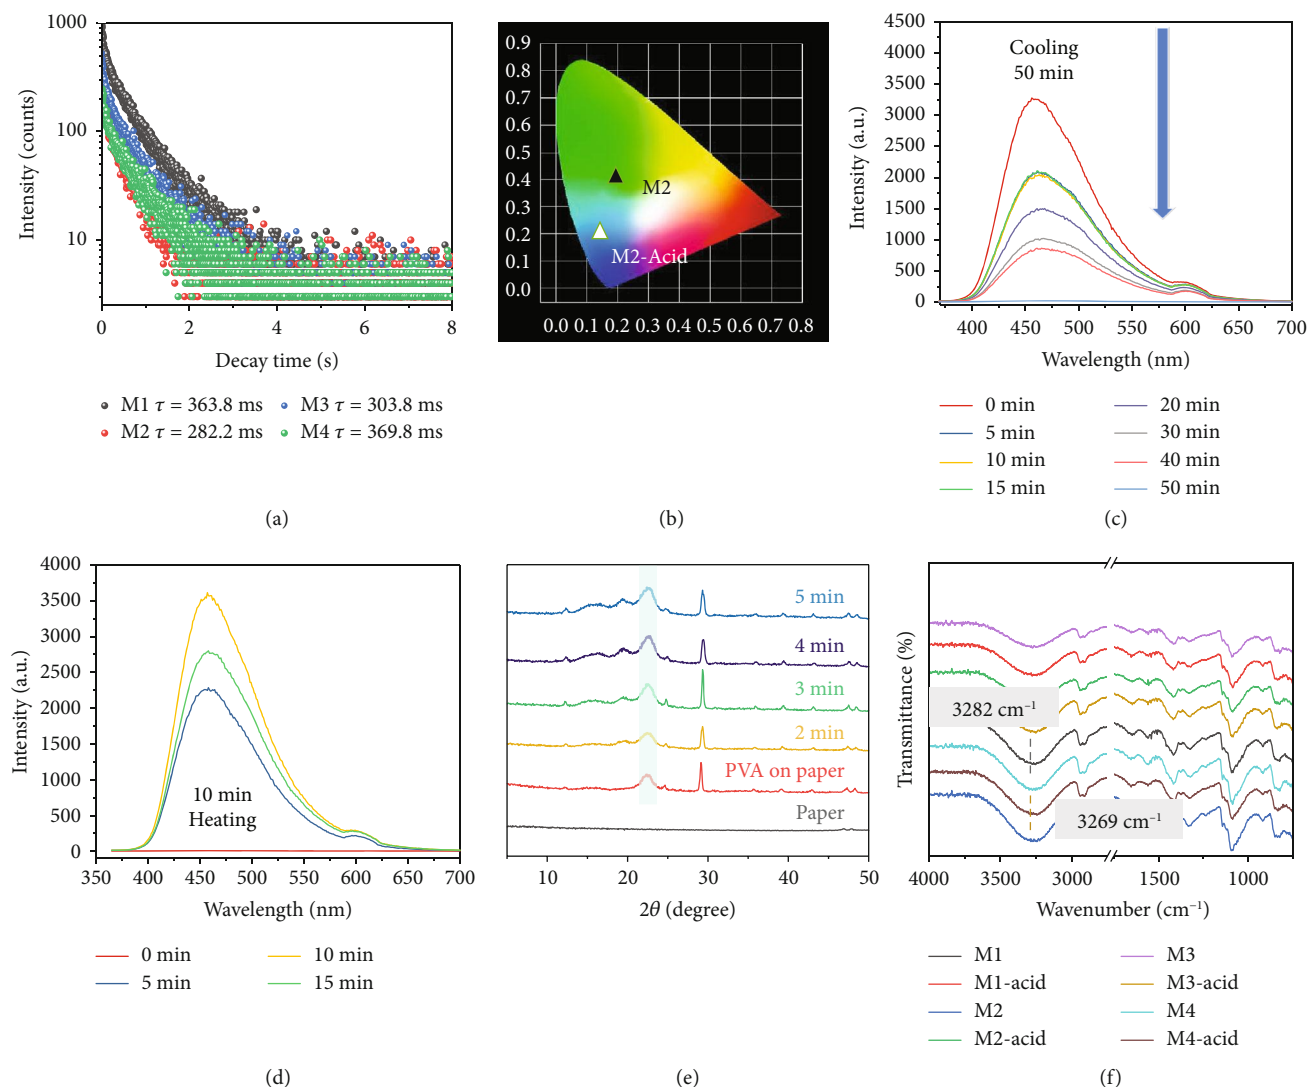 1000
100
10
Intensity (counts)
0 2 4 6 8
Decay time (s)
M1 τ = 363.8 ms M3 τ = 303.8 ms
M2 τ = 282.2 ms M4 τ = 369.8 ms
(a)
0.9
0.8
0.7
0.6
0.5
0.4
0.3
0.2
0.1
0.0
M2
M2-Acid
0.0 0.1 0.2 0.3 0.4 0.5 0.6 0.7 0.8
(b)
4500
4000
3500
3000
2500
2000
1500
1000
500
0
Intensity (a.u.)
Cooling
50 min
400 450 500 550 600 650 700
Wavelength (nm)
0 min 20 min
5 min 30 min
10 min 40 min
15 min 50 min
(c)
4000
3500
3000
2500
2000
1500
1000
500
0
Intensity (a.u.)
10 min
Heating
350 400 450 500 550 600 650 700
Wavelength (nm)
0 min 10 min
5 min 15 min
(d)
5 min
4 min
3 min
2 min
PVA on paper
Paper
10 20 30 40 50
2θ (degree)
(e)
Transmittance (%)
3282 cm⁻¹
3269 cm⁻¹
4000 3000 1500 1000
Wavenumber (cm⁻¹)
M1 M3
M1-acid M3-acid
M2 M4
M2-acid M4-acid
(f)